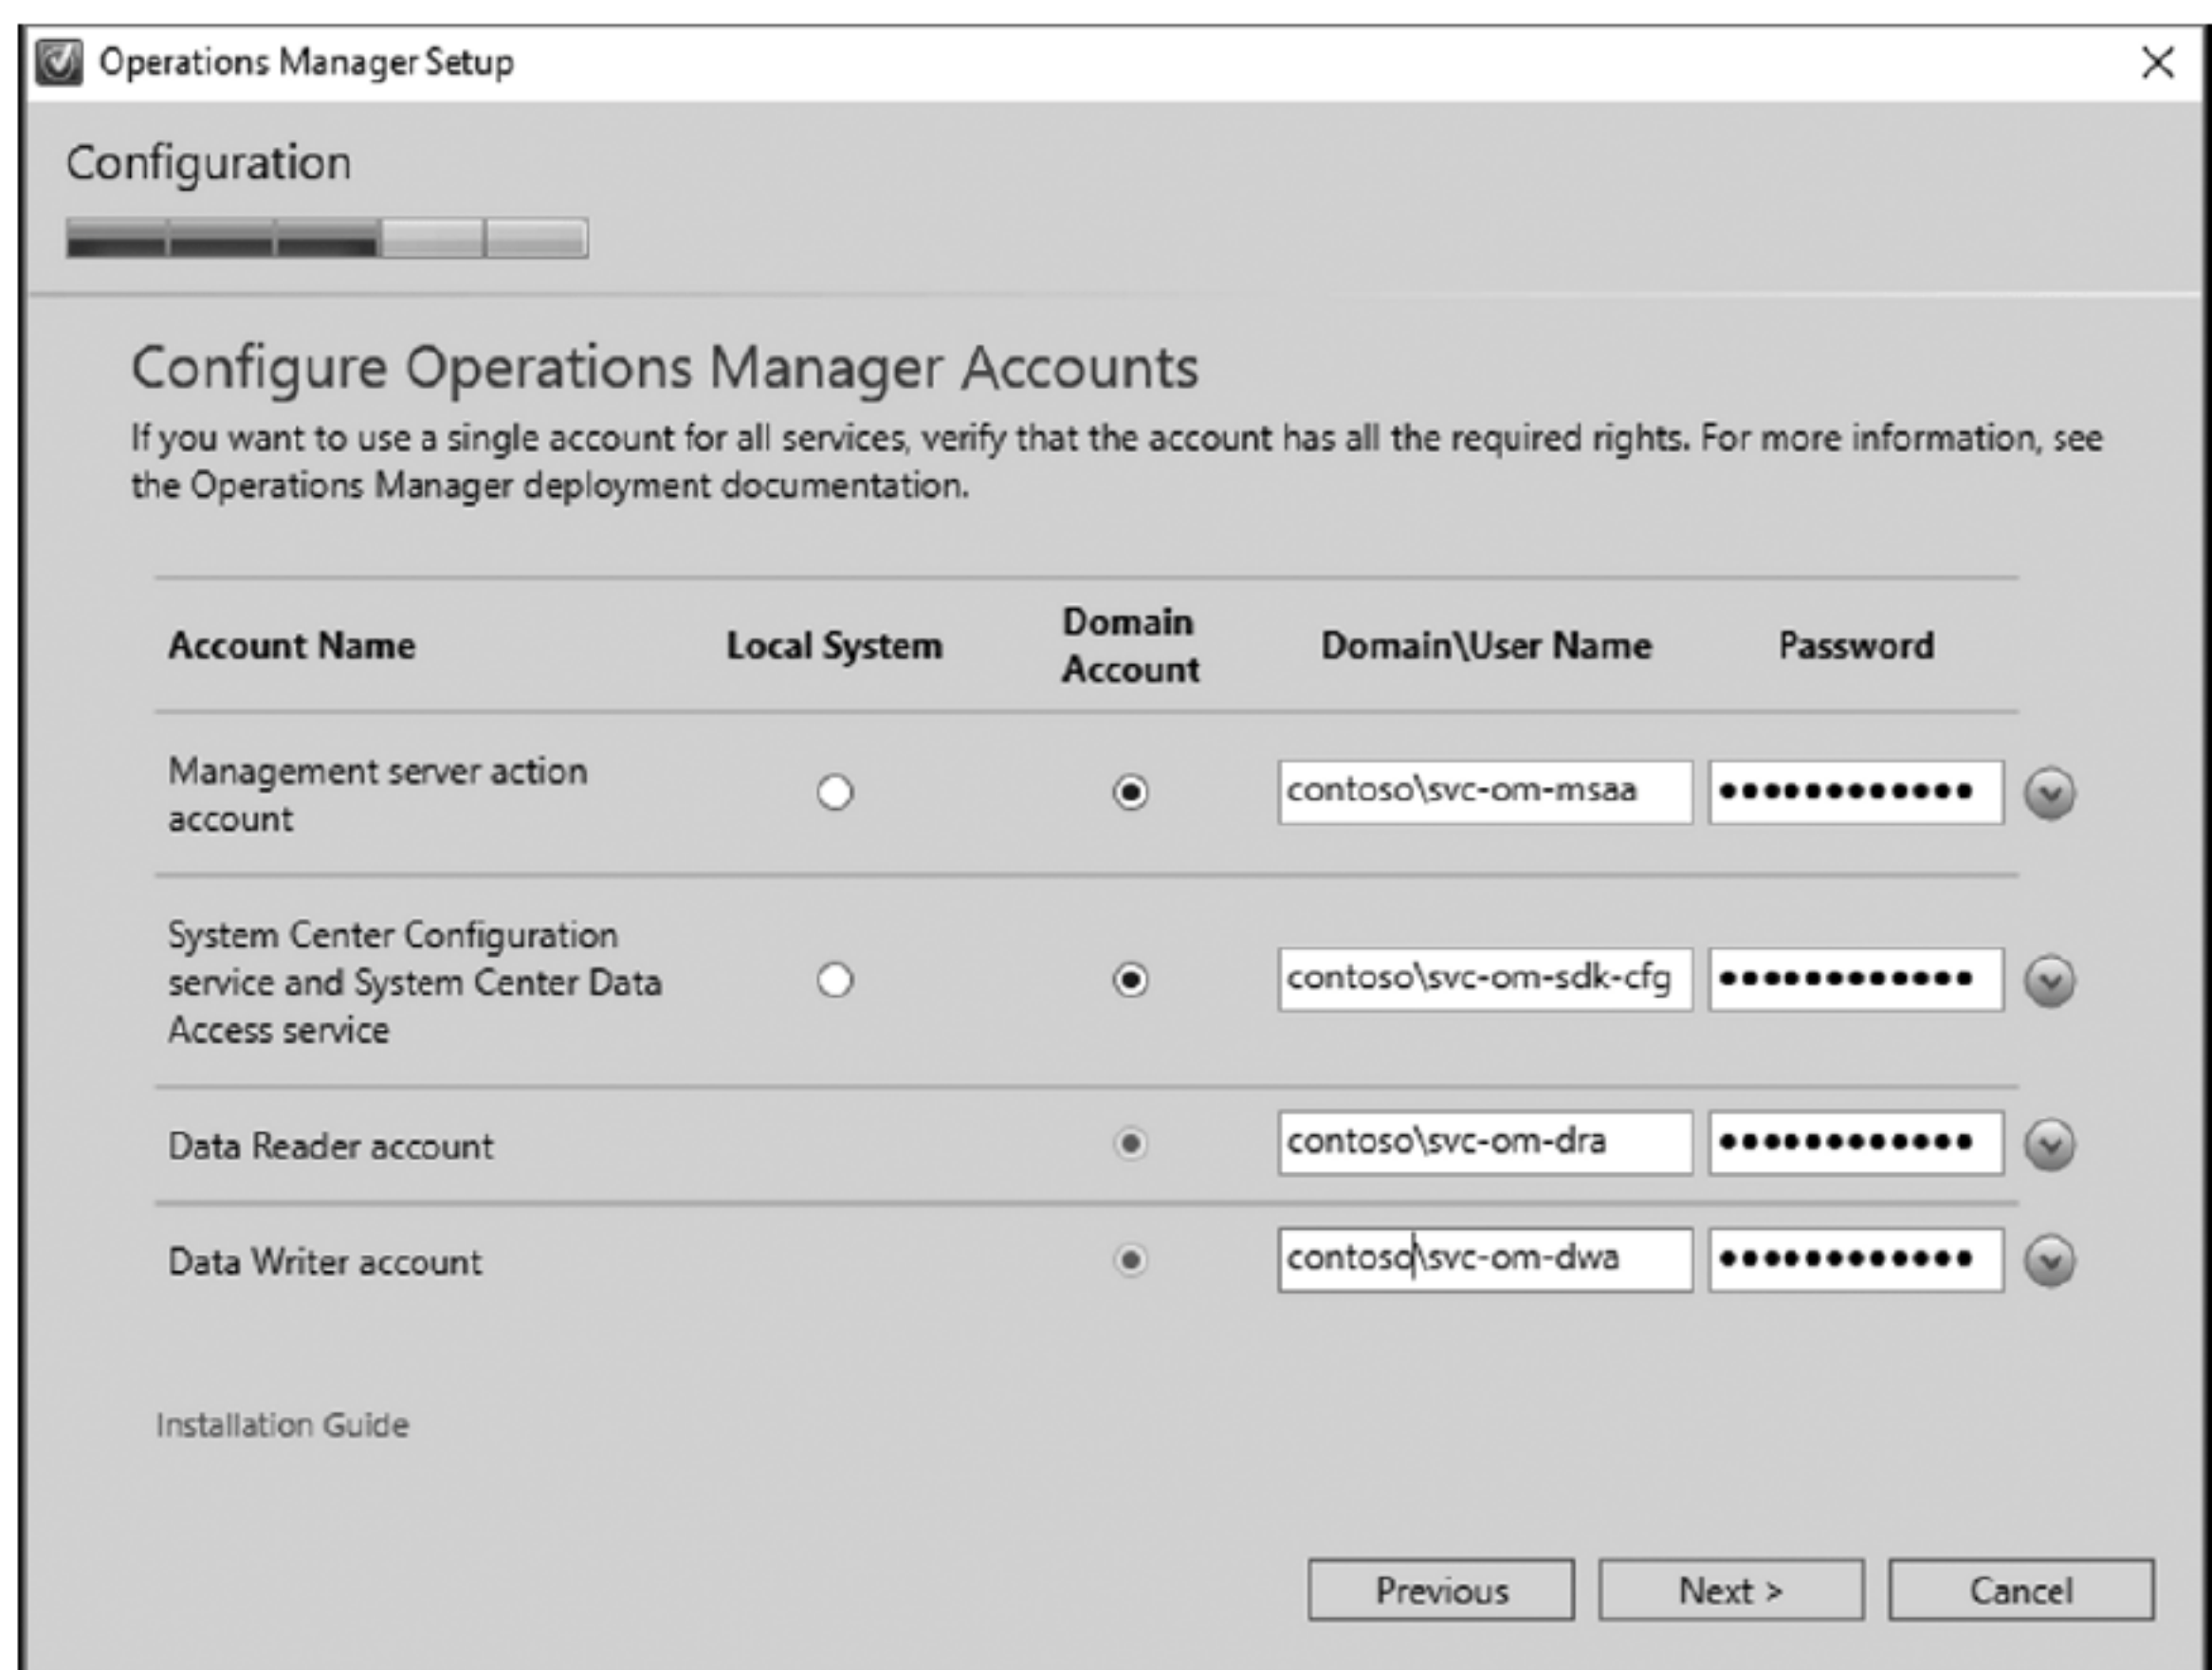 Operations Manager Setup
Configuration
Configure Operations Manager Accounts
If you want to use a single account for all services, verify that the account has all the required rights. For more information, see
the Operations Manager deployment documentation.
Account Name Local System Domain Account Domain\User Name Password
Management server action
account
contoso\svc-om-msaa ••••••••••••
System Center Configuration
service and System Center Data
Access service
contoso\svc-om-sdk-cfg ••••••••••••
Data Reader account contoso\svc-om-dra ••••••••••••
Data Writer account contoso\svc-om-dwa ••••••••••••
Installation Guide
Previous Next > Cancel